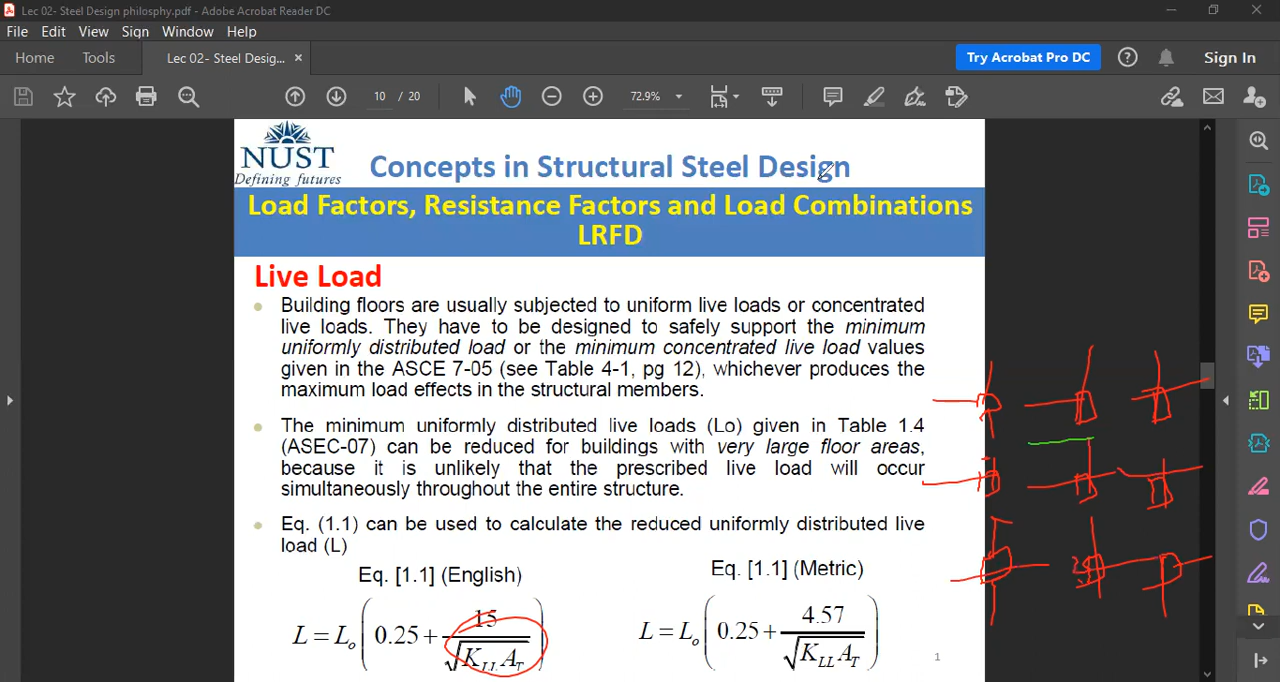 Lec 02- Steel Design philosphy.pdf - Adobe Acrobat Reader DC
File Edit View Sign Window Help
Home Tools Lec 02- Steel Desig... × Try Acrobat Pro DC Sign In
10 / 20 72.9%
NUST
Defining futures
Concepts in Structural Steel Design
Load Factors, Resistance Factors and Load Combinations
LRFD
Live Load
Building floors are usually subjected to uniform live loads or concentrated
live loads. They have to be designed to safely support the minimum
uniformly distributed load or the minimum concentrated live load values
given in the ASCE 7-05 (see Table 4-1, pg 12), whichever produces the
maximum load effects in the structural members.
The minimum uniformly distributed live loads (Lo) given in Table 1.4
(ASEC-07) can be reduced for buildings with very large floor areas,
because it is unlikely that the prescribed live load will occur
simultaneously throughout the entire structure.
Eq. (1.1) can be used to calculate the reduced uniformly distributed live
load (L)
Eq. [1.1] (English) Eq. [1.1] (Metric)
L = Lo ( 0.25 + 15 / √(KLL AT) ) L = Lo ( 0.25 + 4.57 / √(KLL AT) )
1